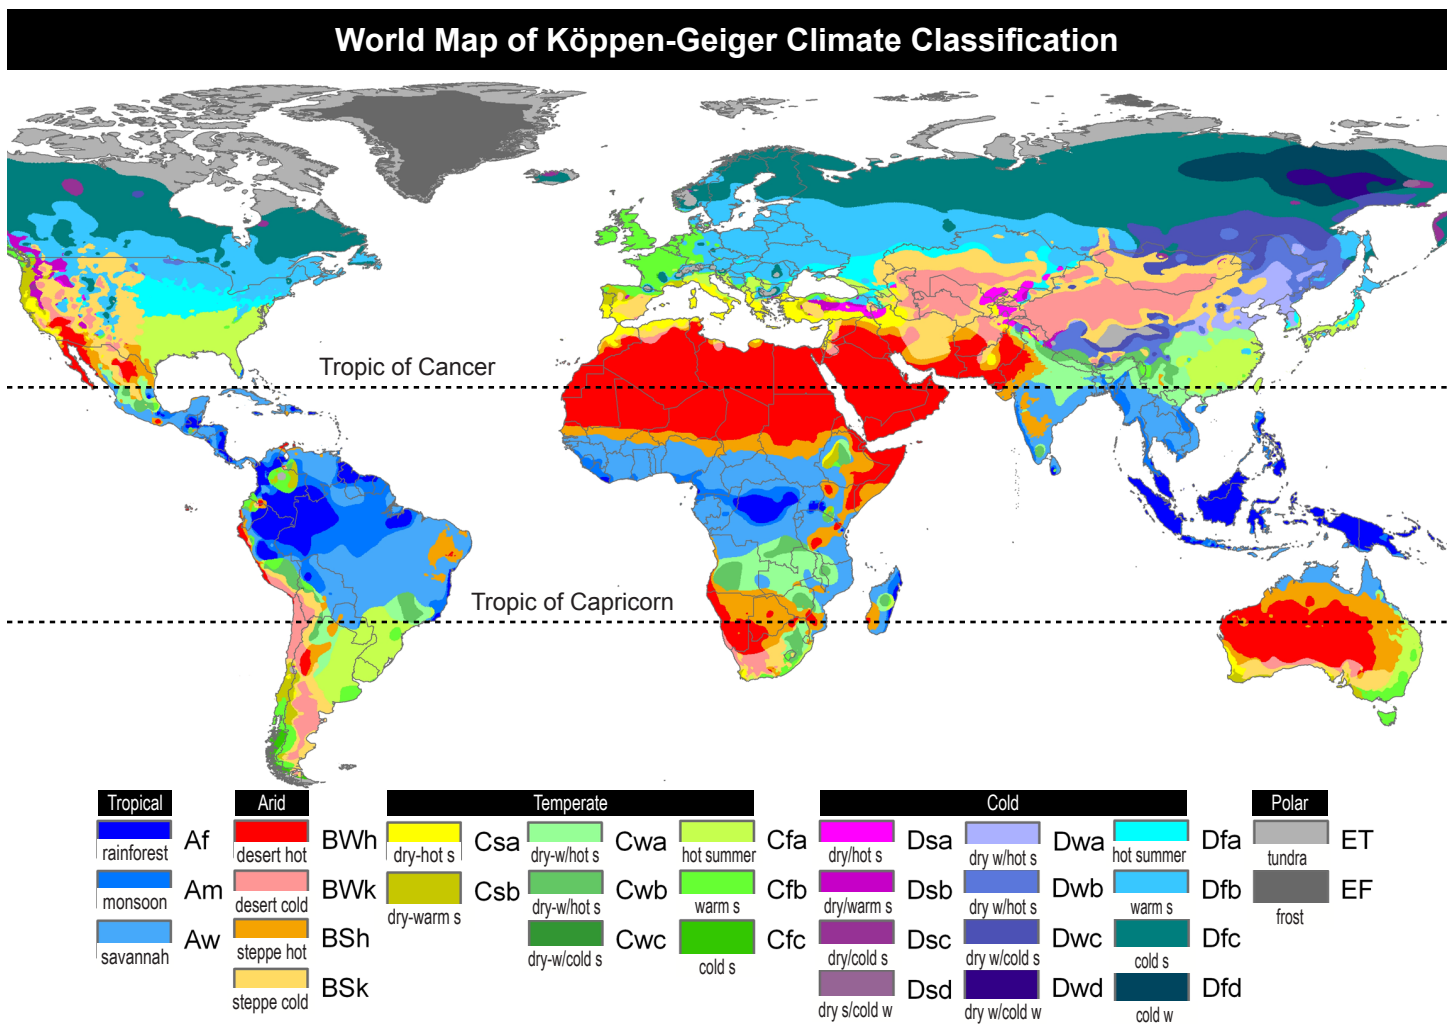 World Map of Köppen-Geiger Climate Classification
Tropic of Cancer
Tropic of Capricorn
Tropical Arid Temperate Cold Polar
Af BWh Csa Cwa Cfa Dsa Dwa Dfa ET
rainforest desert hot dry-hot s dry-w/hot s hot summer dry/hot s dry w/hot s hot summer tundra
Am BWk Csb Cwb Cfb Dsb Dwb Dfb EF
monsoon desert cold dry-warm s dry-w/hot s warm s dry/warm s dry w/hot s warm s frost
Aw BSh Cwc Cfc Dsc Dwc Dfc
savannah steppe hot dry-w/cold s cold s dry/cold s dry w/cold s cold s
BSk Dsd Dwd Dfd
steppe cold dry s/cold w dry w/cold w cold w